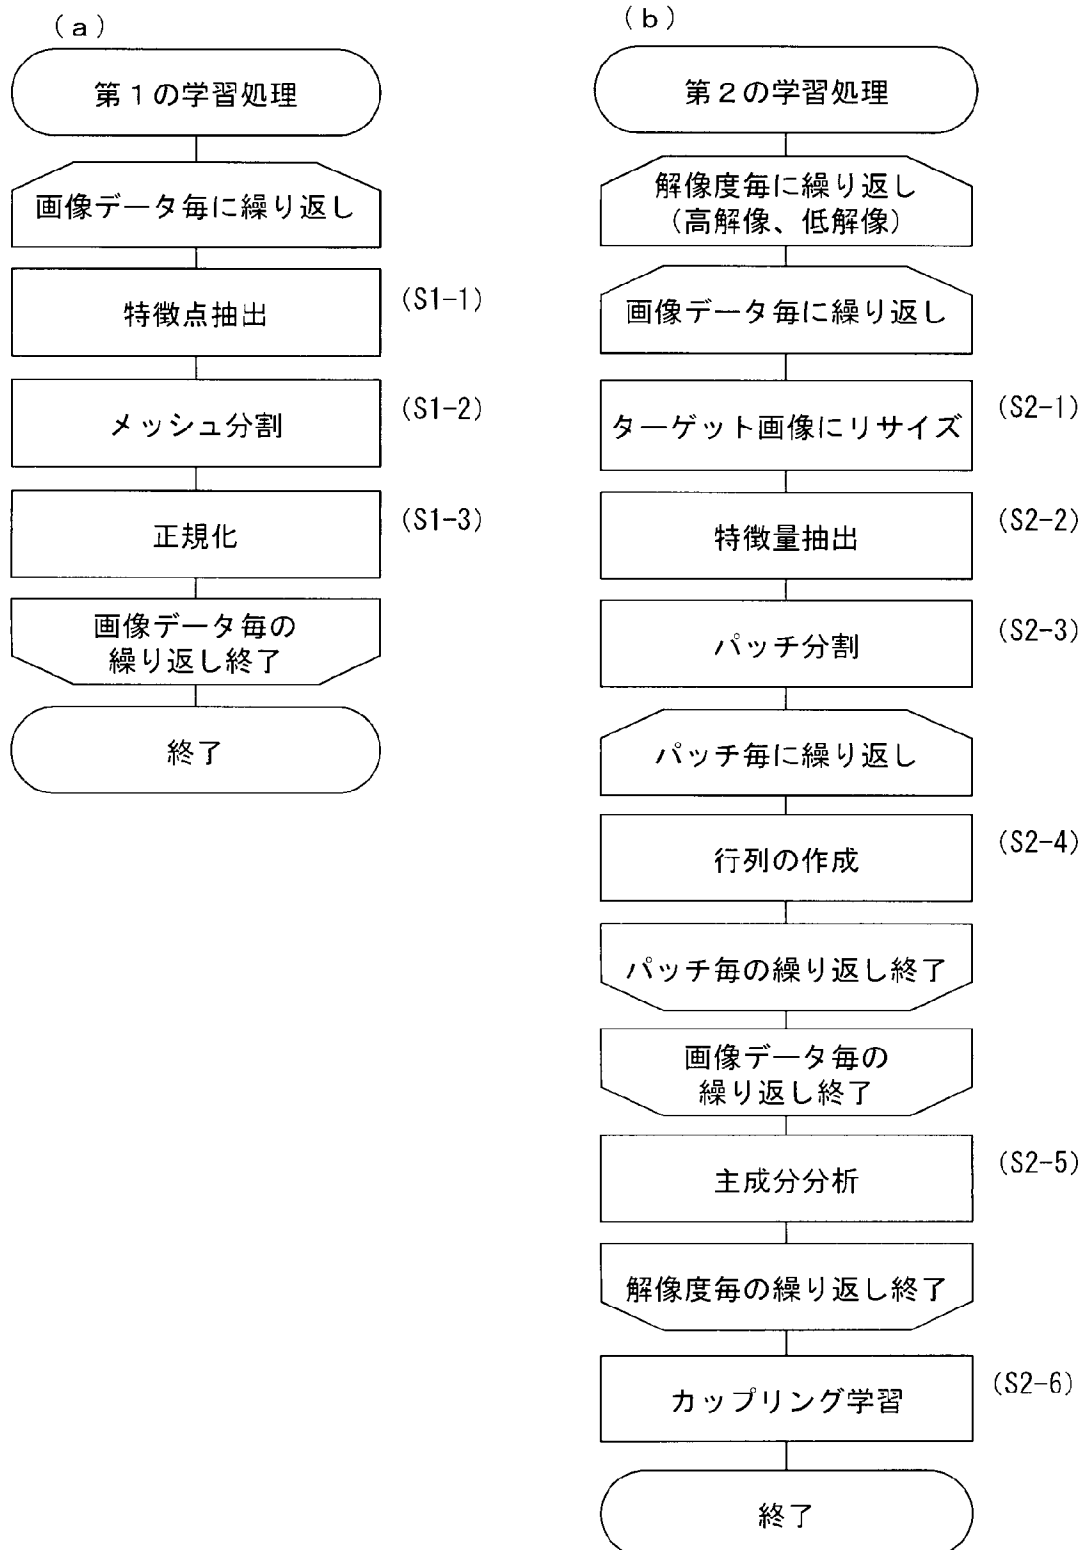 (a)
第1の学習処理
画像データ毎に繰り返し
特徴点抽出
(S1-1)
メッシュ分割
(S1-2)
正規化
(S1-3)
画像データ毎の
繰り返し終了
終了
(b)
第2の学習処理
解像度毎に繰り返し
(高解像、低解像)
画像データ毎に繰り返し
ターゲット画像にリサイズ
(S2-1)
特徴量抽出
(S2-2)
パッチ分割
(S2-3)
パッチ毎に繰り返し
行列の作成
(S2-4)
パッチ毎の繰り返し終了
画像データ毎の
繰り返し終了
主成分分析
(S2-5)
解像度毎の繰り返し終了
カップリング学習
(S2-6)
終了